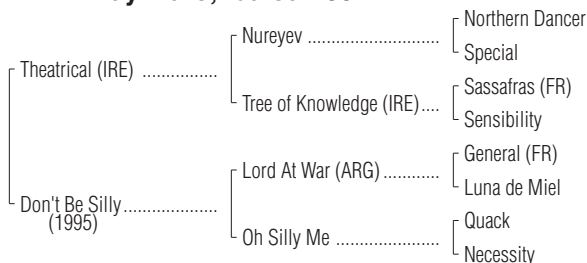 Northern Dancer
Nureyev
Special
Theatrical (IRE)
Sassafras (FR)
Tree of Knowledge (IRE)
Sensibility
General (FR)
Lord At War (ARG)
Luna de Miel
Don't Be Silly
(1995)
Quack
Oh Silly Me
Necessity